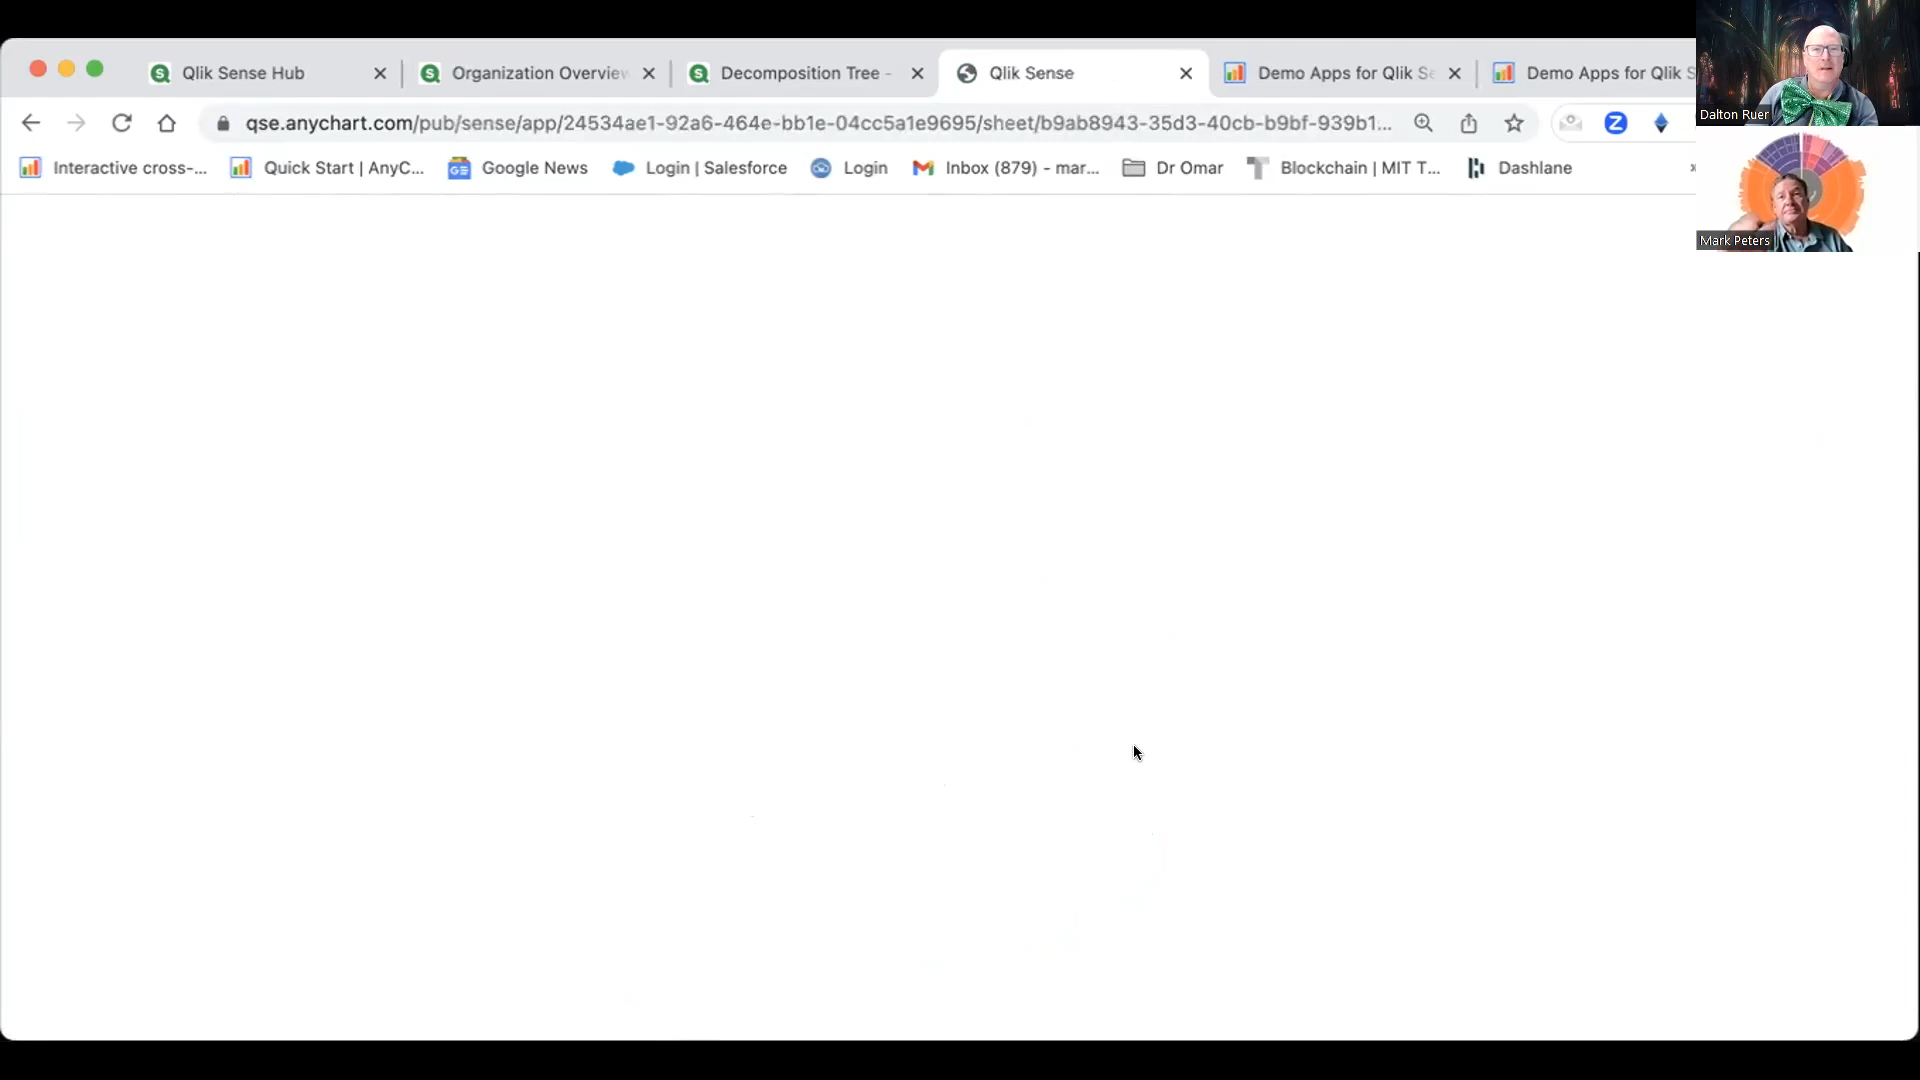 Qlik Sense Hub
Organization Overview
Decomposition Tree -
Qlik Sense
Demo Apps for Qlik Se
Demo Apps for Qlik S
qse.anychart.com/pub/sense/app/24534ae1-92a6-464e-bb1e-04cc5a1e9695/sheet/b9ab8943-35d3-40cb-b9bf-939b1...
Interactive cross-...
Quick Start | AnyC...
Google News
Login | Salesforce
Login
Inbox (879) - mar...
Dr Omar
Blockchain | MIT T...
Dashlane
»
Dalton Ruer
Mark Peters